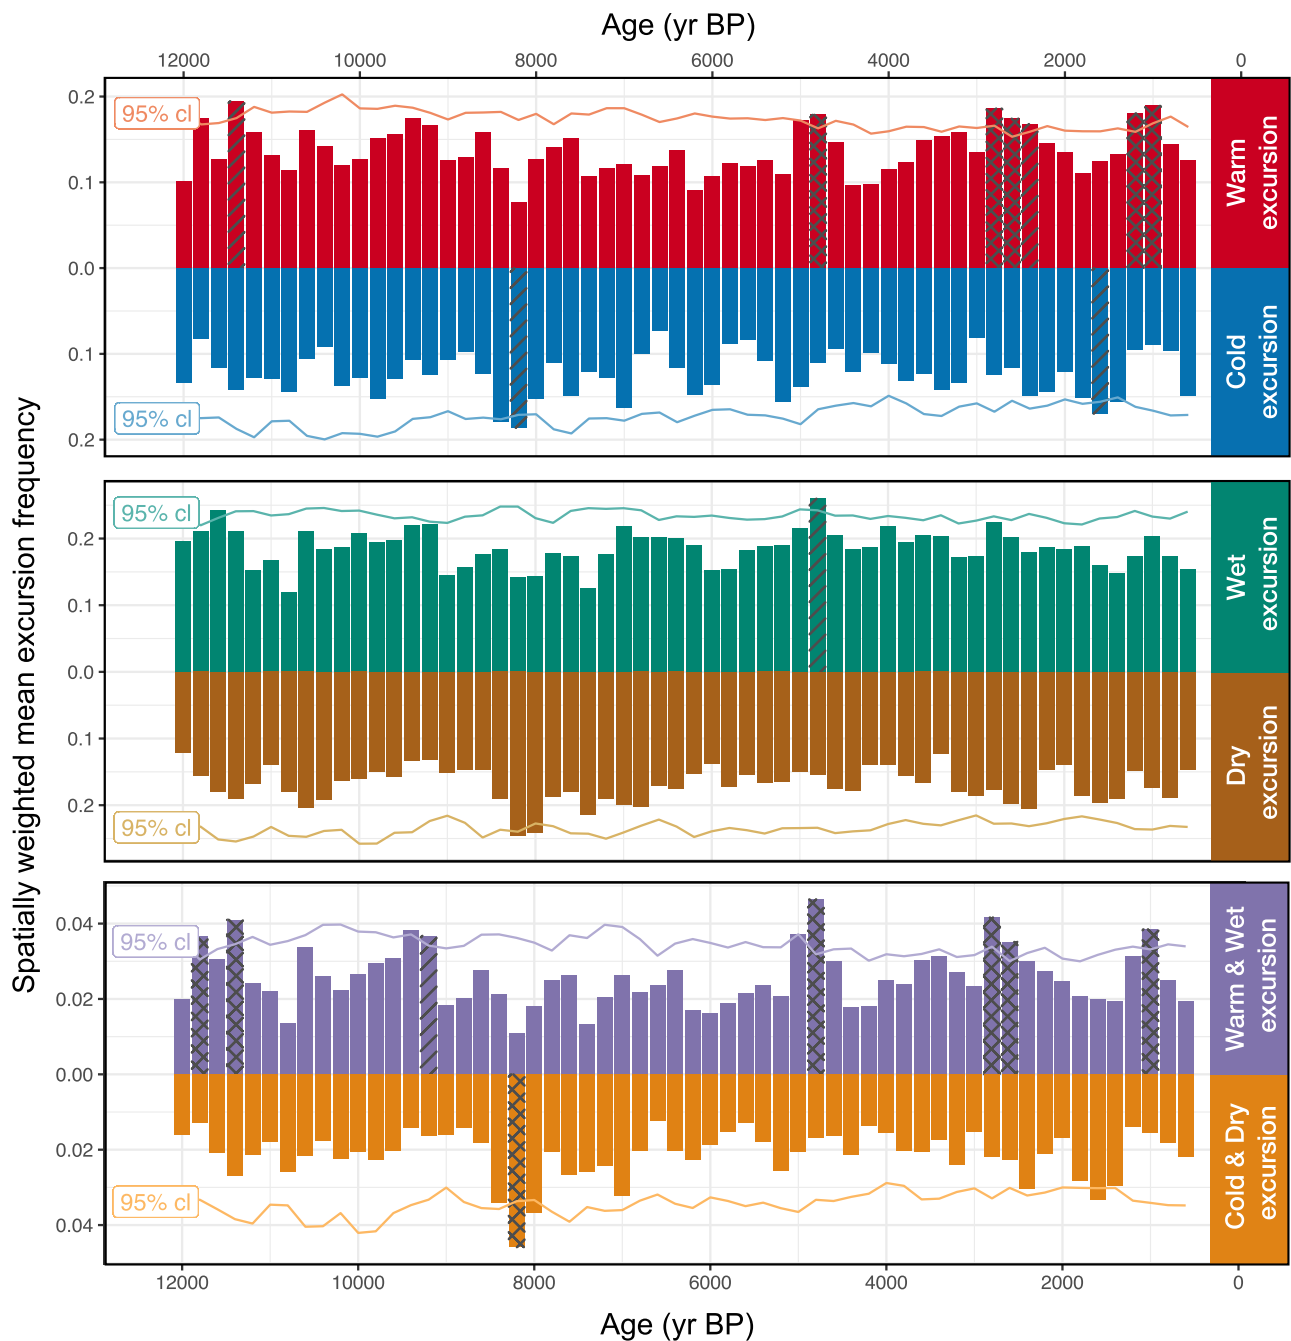 Age (yr BP)
12000 10000 8000 6000 4000 2000 0
Spatially weighted mean excursion frequency
0.2
0.1
0.0
0.1
0.2
95% cl
95% cl
Warm
excursion
Cold
excursion
0.2
0.1
0.0
0.1
0.2
95% cl
95% cl
Wet
excursion
Dry
excursion
0.04
0.02
0.00
0.02
0.04
95% cl
95% cl
Warm & Wet
excursion
Cold & Dry
excursion
12000 10000 8000 6000 4000 2000 0
Age (yr BP)